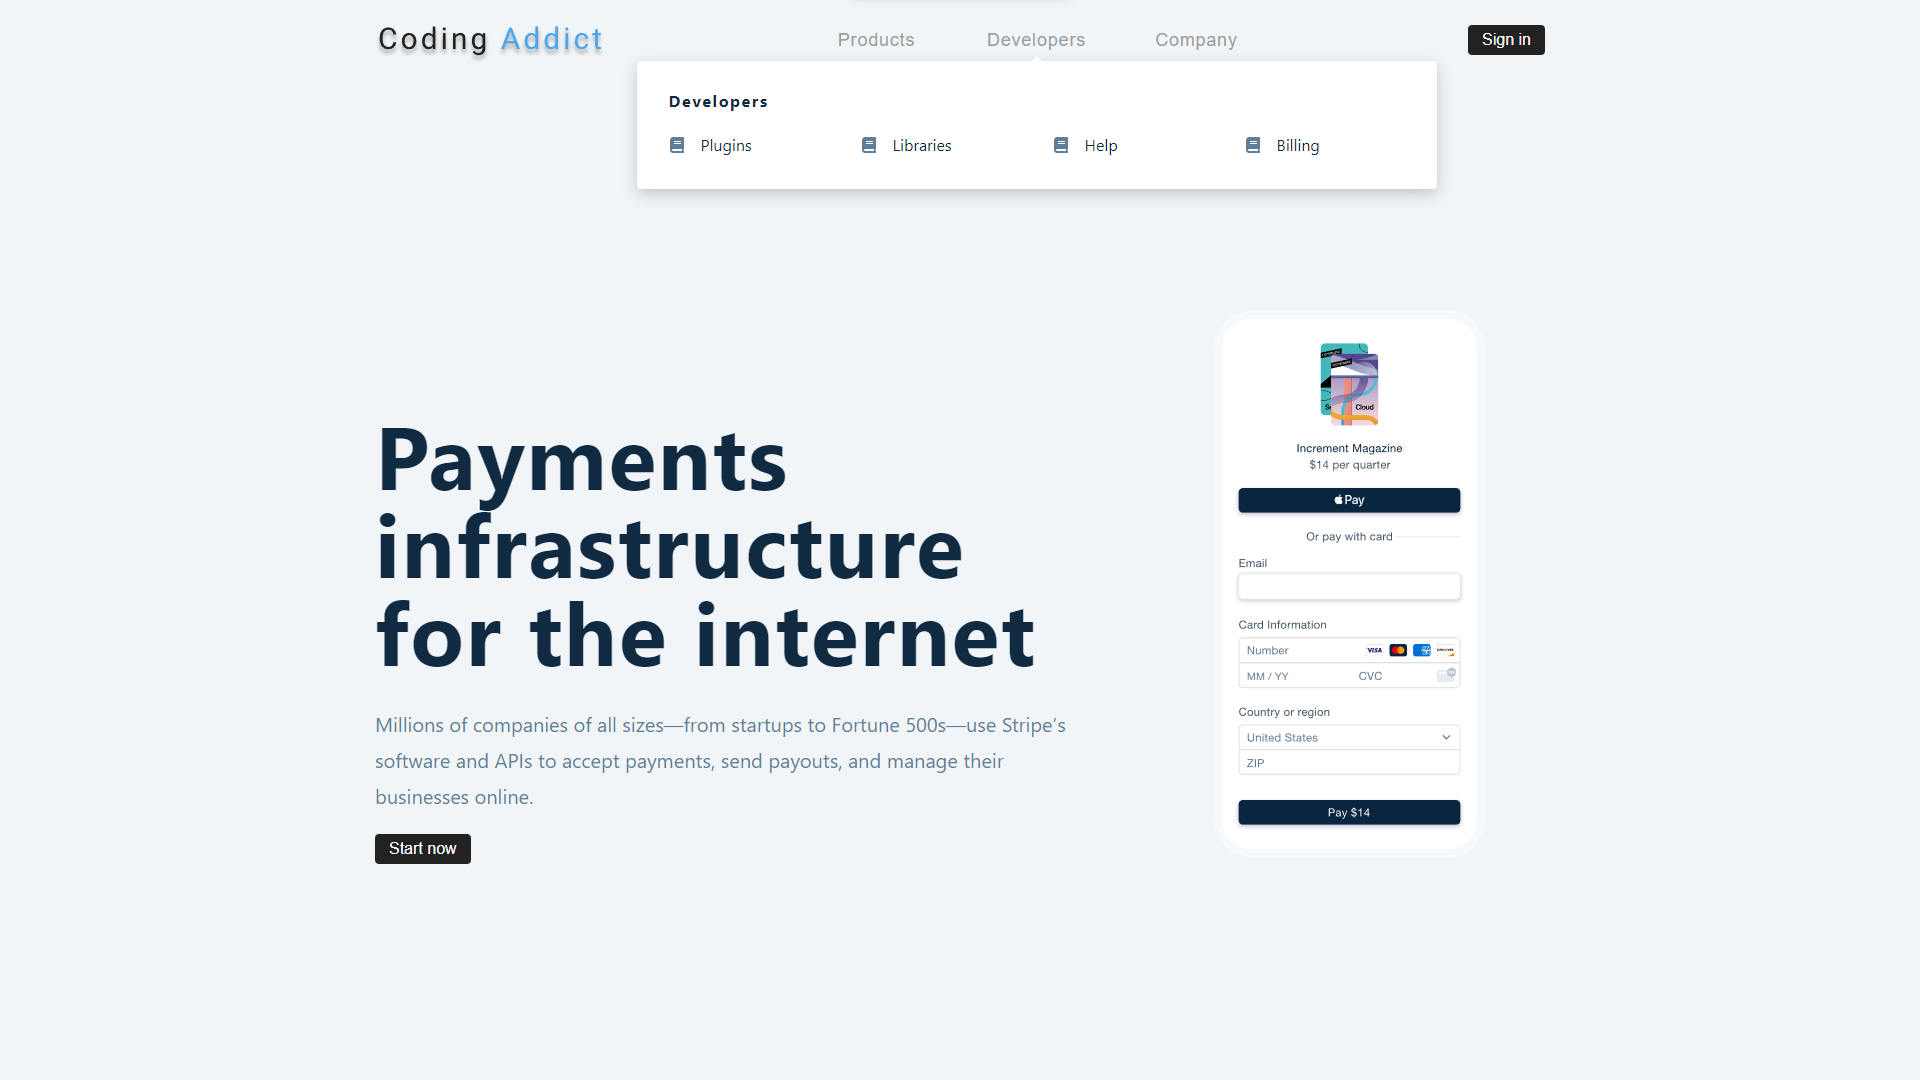 Coding Addict
Products
Developers
Company
Sign in
Developers
Plugins
Libraries
Help
Billing
Payments
infrastructure
for the internet
Millions of companies of all sizes—from startups to Fortune 500s—use Stripe’s
software and APIs to accept payments, send payouts, and manage their
businesses online.
Start now
Cloud
Increment Magazine
$14 per quarter
Pay
Or pay with card
Email
Card Information
Number
VISA
DISCOVER
MM / YY
CVC
Country or region
United States
ZIP
Pay $14